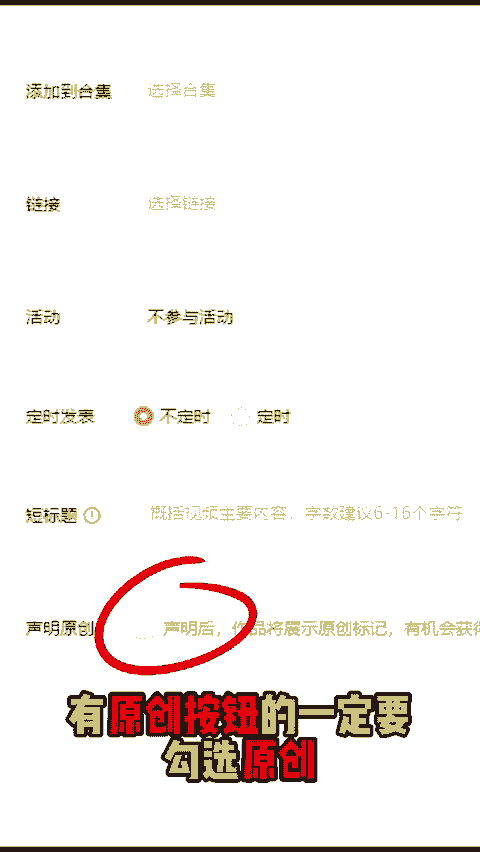 添加到合集 选择合集
链接 选择链接
活动 不参与活动
定时发表 不定时 定时
短标题 概括视频主要内容，字数建议6-16个字符
声明原创 声明后，作品将展示原创标记，有机会获得
有原创按钮的一定要
勾选原创